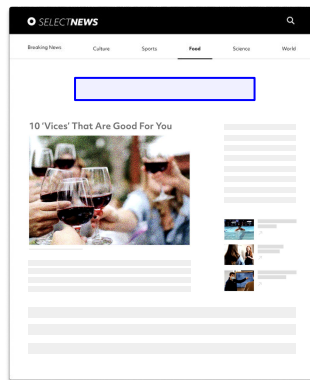 SELECTNEWS
Breaking News Culture Sports Food Science World
10 'Vices' That Are Good For You